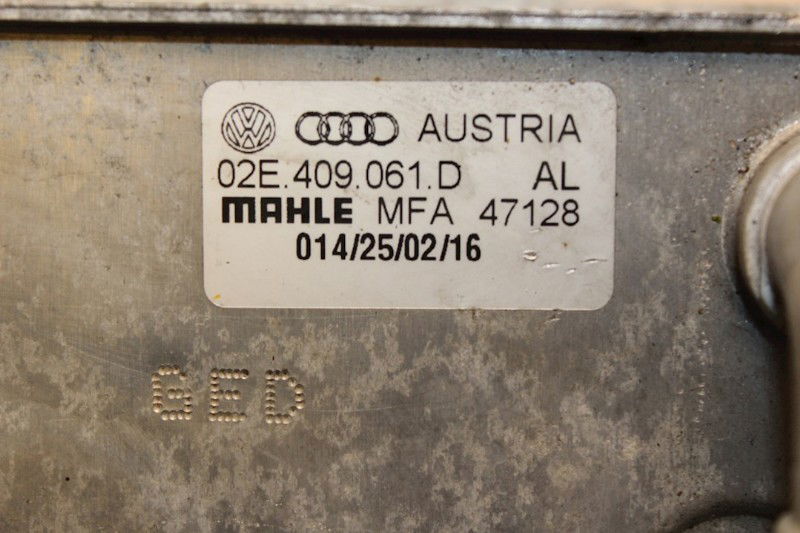 AUSTRIA
02E.409.061.D AL
MAHLE MFA 47128
014/25/02/16
GED